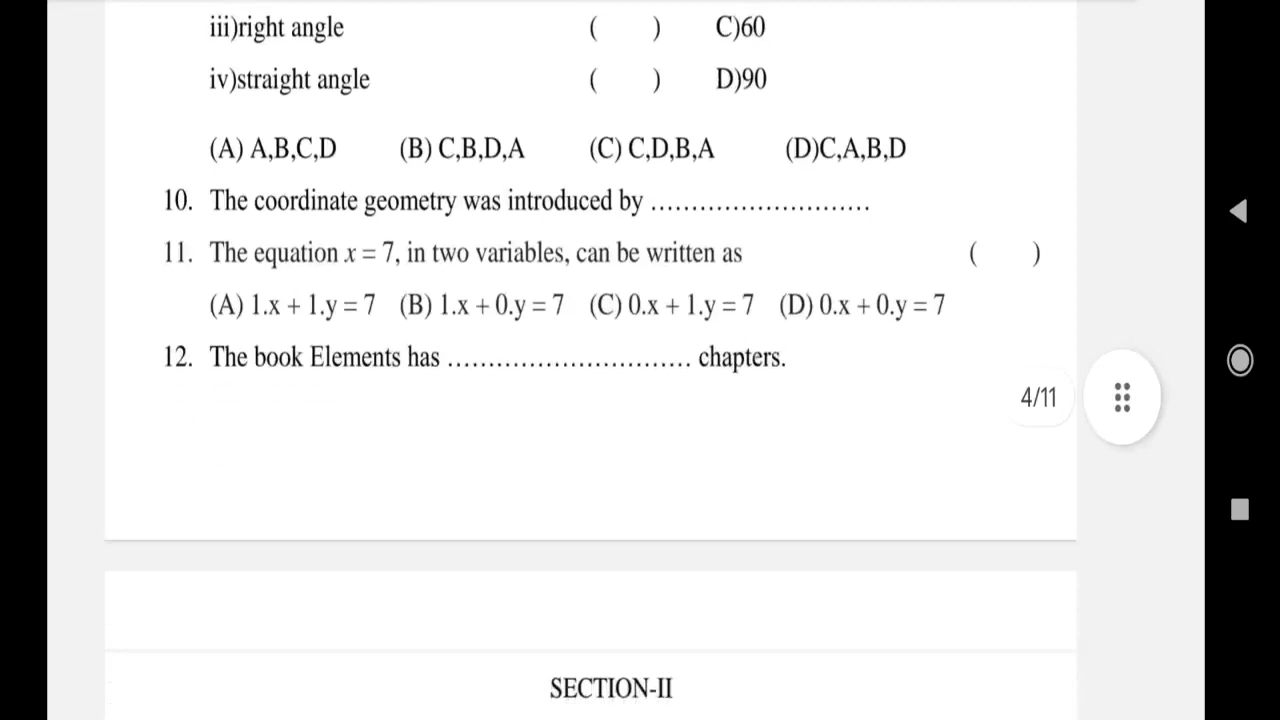 iii)right angle ( ) C)60
iv)straight angle ( ) D)90
(A) A,B,C,D (B) C,B,D,A (C) C,D,B,A (D)C,A,B,D
10. The coordinate geometry was introduced by ...........................
11. The equation x = 7, in two variables, can be written as ( )
(A) 1.x + 1.y = 7 (B) 1.x + 0.y = 7 (C) 0.x + 1.y = 7 (D) 0.x + 0.y = 7
12. The book Elements has .............................. chapters.
4/11
SECTION-II